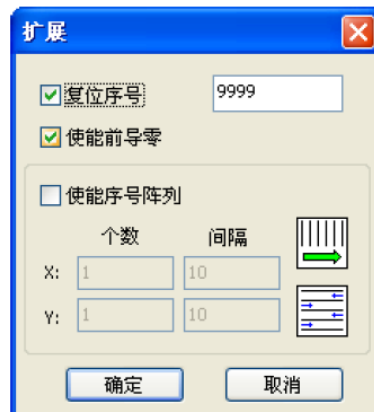 扩展
复位序号 9999
使能前导零
使能序号阵列
个数 间隔
X: 1 10
Y: 1 10
确定 取消